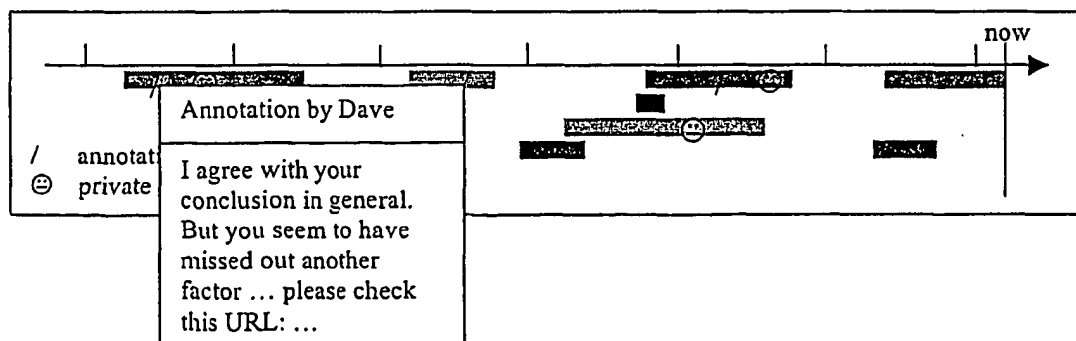 now
Annotation by Dave
/ annotati
private
I agree with your
conclusion in general.
But you seem to have
missed out another
factor … please check
this URL: …